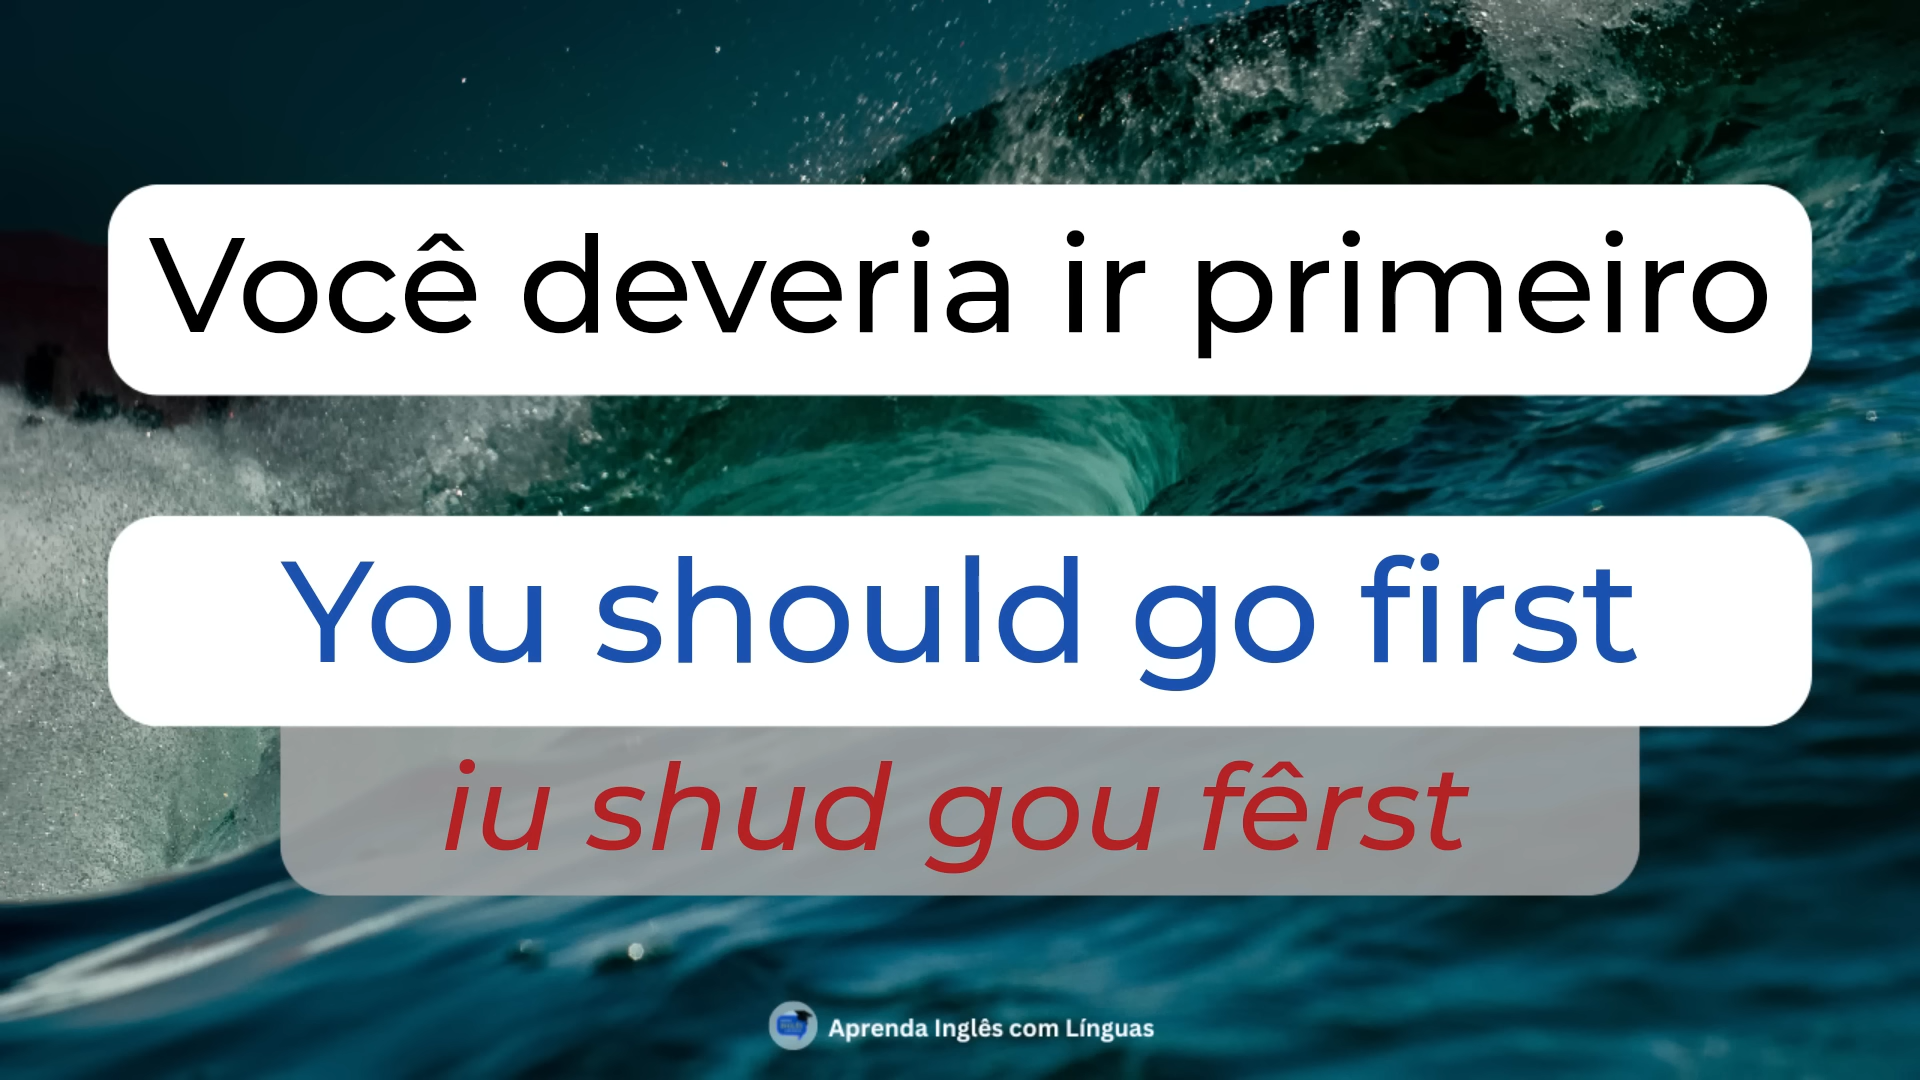 Você deveria ir primeiro
You should go first
iu shud gou fêrst
Aprenda Inglês com Línguas